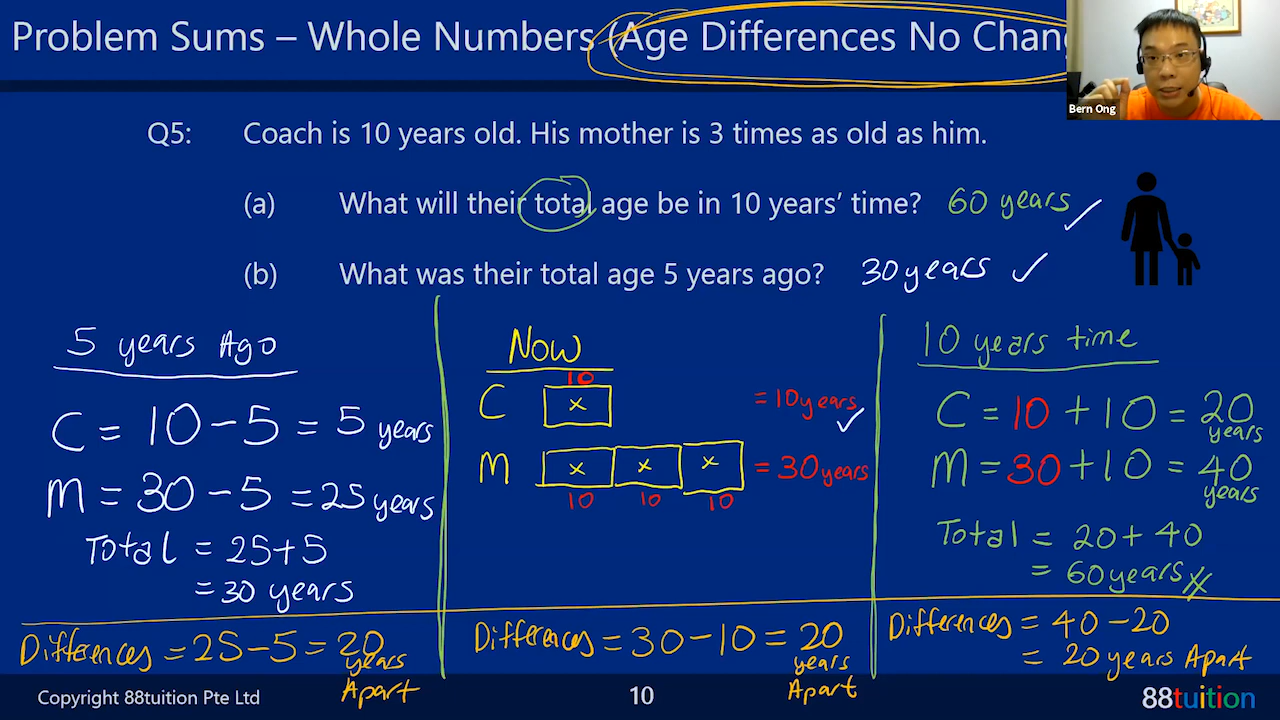 Problem Sums – Whole Numbers (Age Differences No Chang
Bern Ong
Q5: Coach is 10 years old. His mother is 3 times as old as him.
(a) What will their total age be in 10 years' time? 60 years ✓
(b) What was their total age 5 years ago? 30 years ✓
5 years Ago
C = 10 – 5 = 5 years
M = 30 – 5 = 25 years
Total = 25+5
= 30 years
Differences = 25 – 5 = 20 years Apart
Now
10
C x = 10 years ✓
M x x x = 30 years
10 10 10
Differences = 30 – 10 = 20 years Apart
10 years time
C = 10 + 10 = 20 years
M = 30 + 10 = 40 years
Total = 20 + 40
= 60 years
Differences = 40 – 20
= 20 years Apart
Copyright 88tuition Pte Ltd
10
88tuition